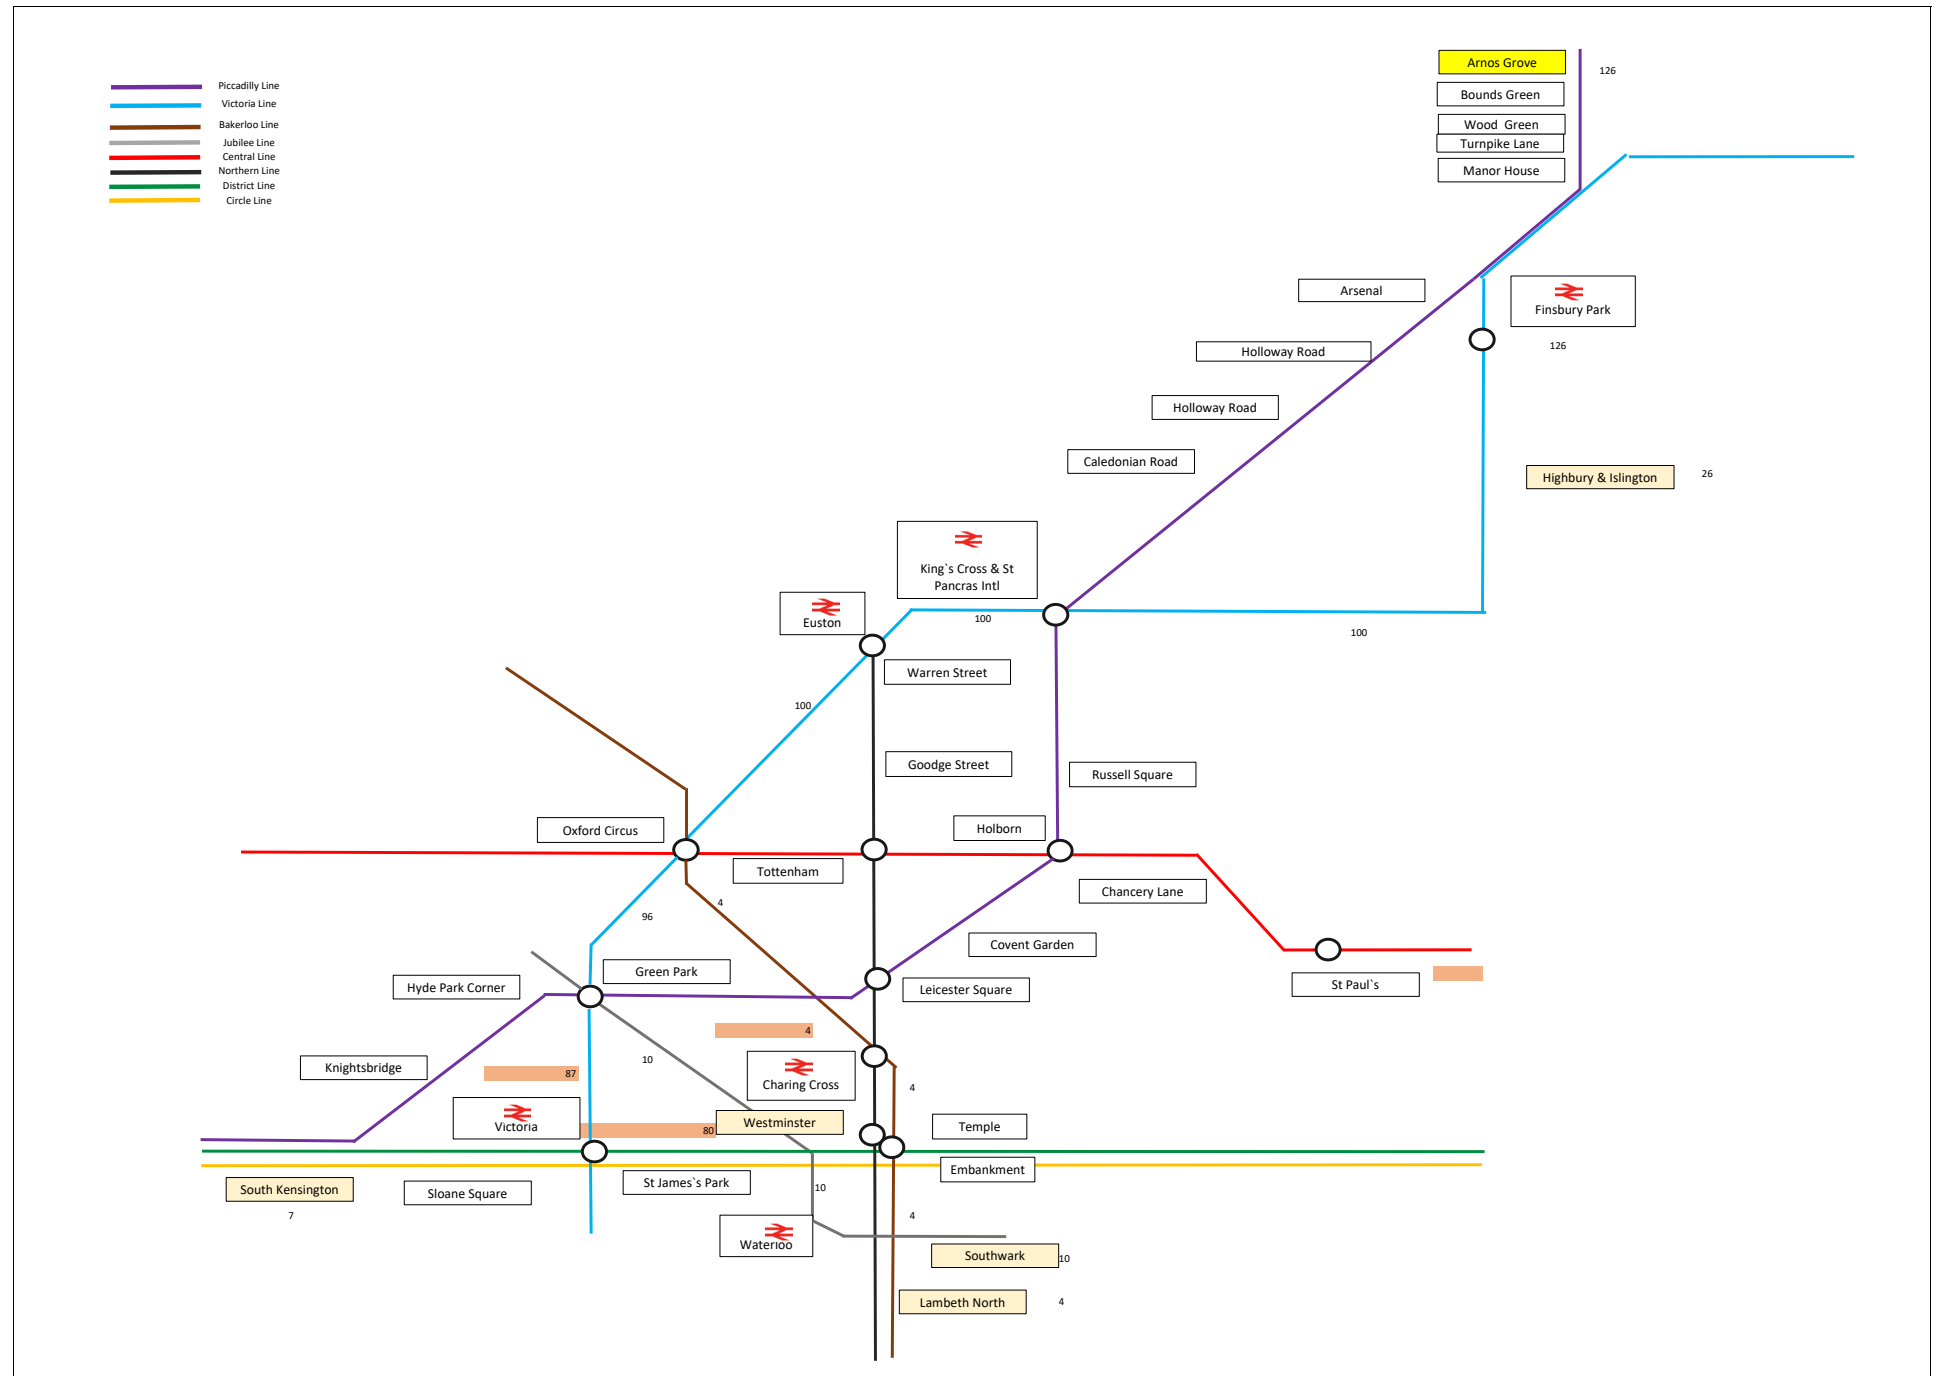 Piccadilly Line
Victoria Line
Bakerloo Line
Jubilee Line
Central Line
Northern Line
District Line
Circle Line
Arnos Grove
126
Bounds Green
Wood  Green
Turnpike Lane
Manor House
Arsenal
Finsbury Park
126
Holloway Road
Holloway Road
Caledonian Road
Highbury & Islington
26
King`s Cross & St
Pancras Intl
Euston
100
100
Warren Street
100
Goodge Street
Russell Square
Oxford Circus
Holborn
Tottenham
Chancery Lane
4
96
Covent Garden
Green Park
Hyde Park Corner
Leicester Square
St Paul`s
4
10
Knightsbridge
87
Charing Cross
4
Victoria
80
Westminster
Temple
Embankment
South Kensington
Sloane Square
St James`s Park
10
7
4
Waterloo
Southwark
10
Lambeth North
4